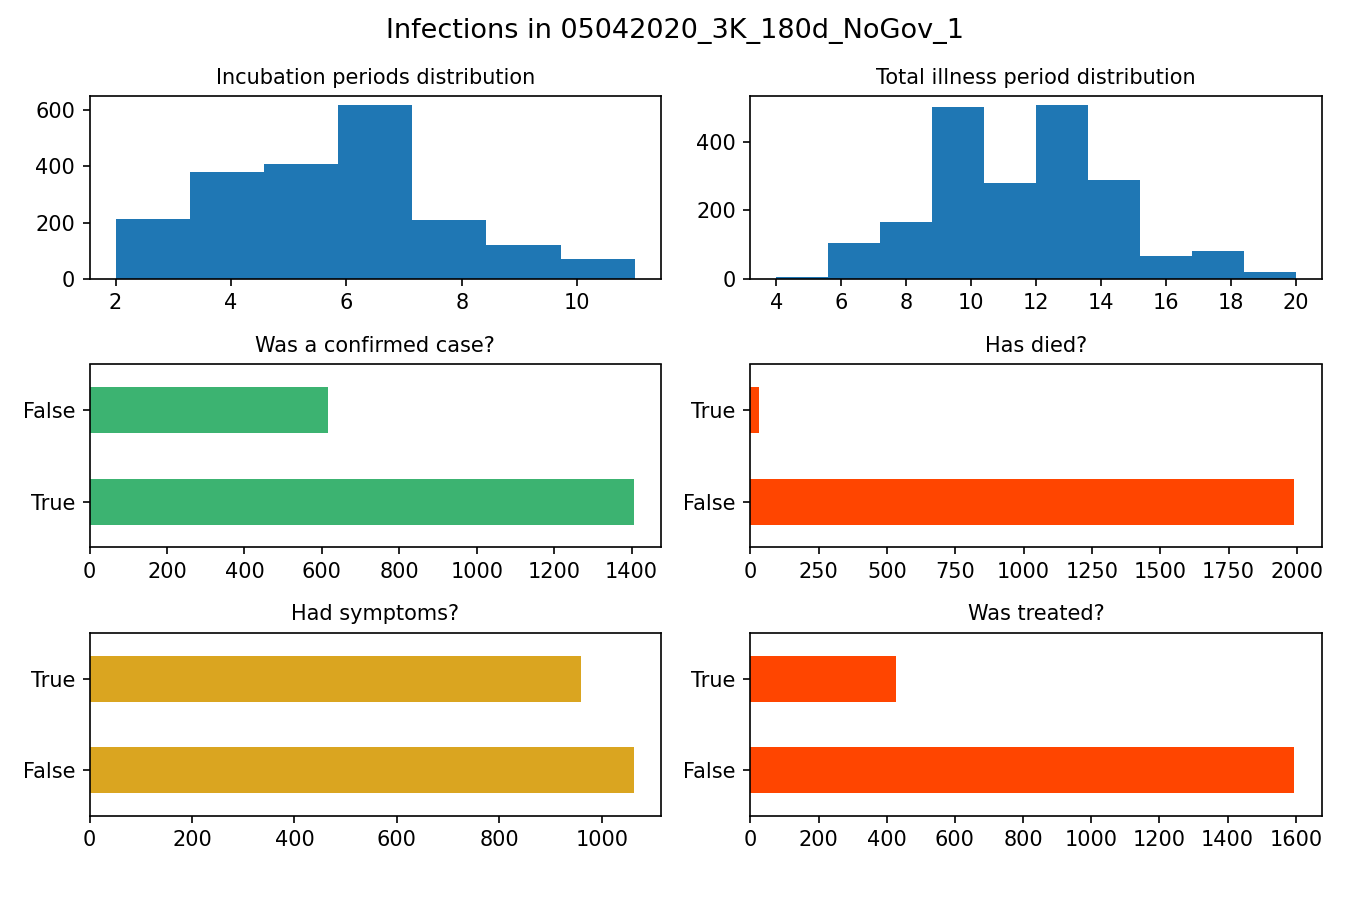 Infections in 05042020_3K_180d_NoGov_1
Incubation periods distribution
600
400
200
0
2 4 6 8 10
Total illness period distribution
400
200
0
4 6 8 10 12 14 16 18 20
Was a confirmed case?
False
True
0 200 400 600 800 1000 1200 1400
Has died?
True
False
0 250 500 750 1000 1250 1500 1750 2000
Had symptoms?
True
False
0 200 400 600 800 1000
Was treated?
True
False
0 200 400 600 800 1000 1200 1400 1600